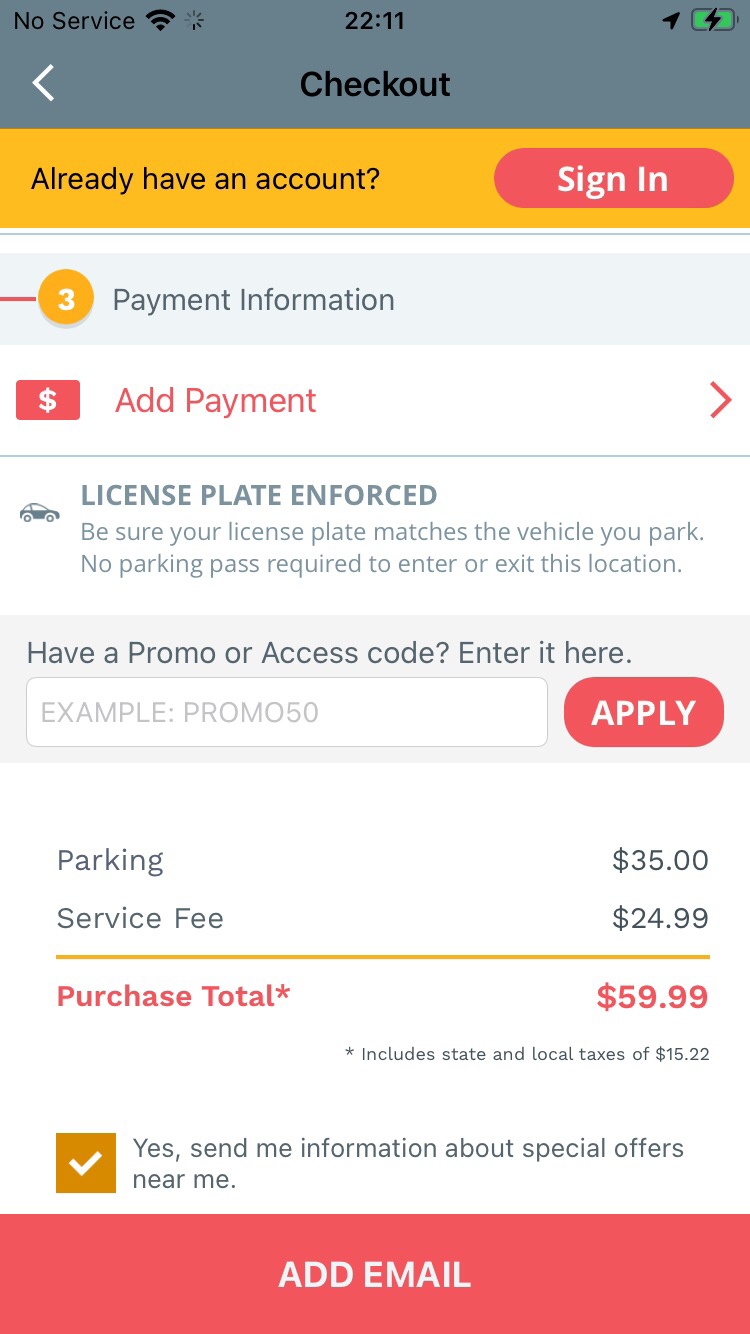 No Service 22:11
Checkout
Already have an account? Sign In
3 Payment Information
$ Add Payment
LICENSE PLATE ENFORCED
Be sure your license plate matches the vehicle you park.
No parking pass required to enter or exit this location.
Have a Promo or Access code? Enter it here.
EXAMPLE: PROMO50 APPLY
Parking $35.00
Service Fee $24.99
Purchase Total* $59.99
* Includes state and local taxes of $15.22
Yes, send me information about special offers
near me.
ADD EMAIL